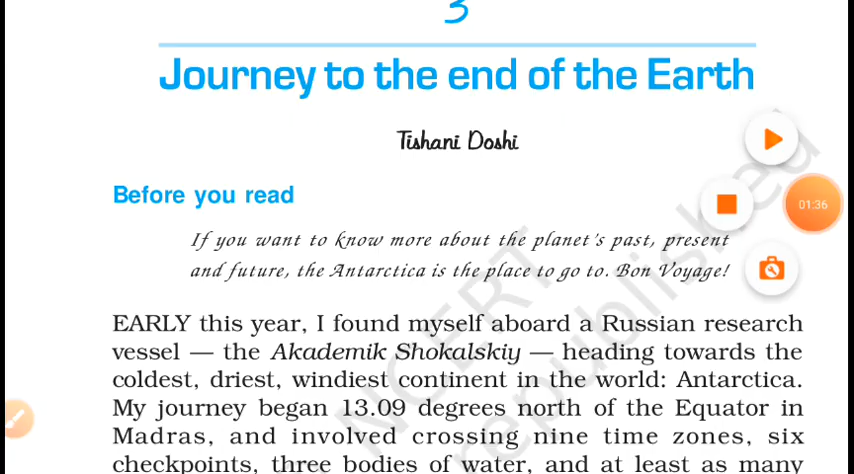 3
Journey to the end of the Earth
Tishani Doshi
Before you read
If you want to know more about the planet's past, present
and future, the Antarctica is the place to go to. Bon Voyage!
EARLY this year, I found myself aboard a Russian research
vessel — the Akademik Shokalskiy — heading towards the
coldest, driest, windiest continent in the world: Antarctica.
My journey began 13.09 degrees north of the Equator in
Madras, and involved crossing nine time zones, six
checkpoints, three bodies of water, and at least as many
01:36
NCERT
republished